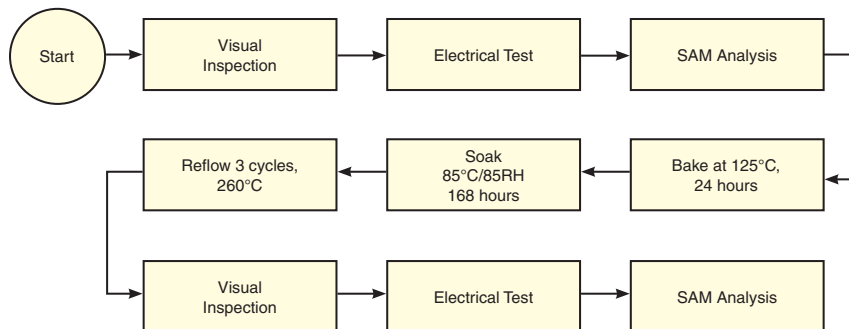 Start
Visual
Inspection
Electrical Test
SAM Analysis
Bake at 125°C,
24 hours
Soak
85°C/85RH
168 hours
Reflow 3 cycles,
260°C
Visual
Inspection
Electrical Test
SAM Analysis